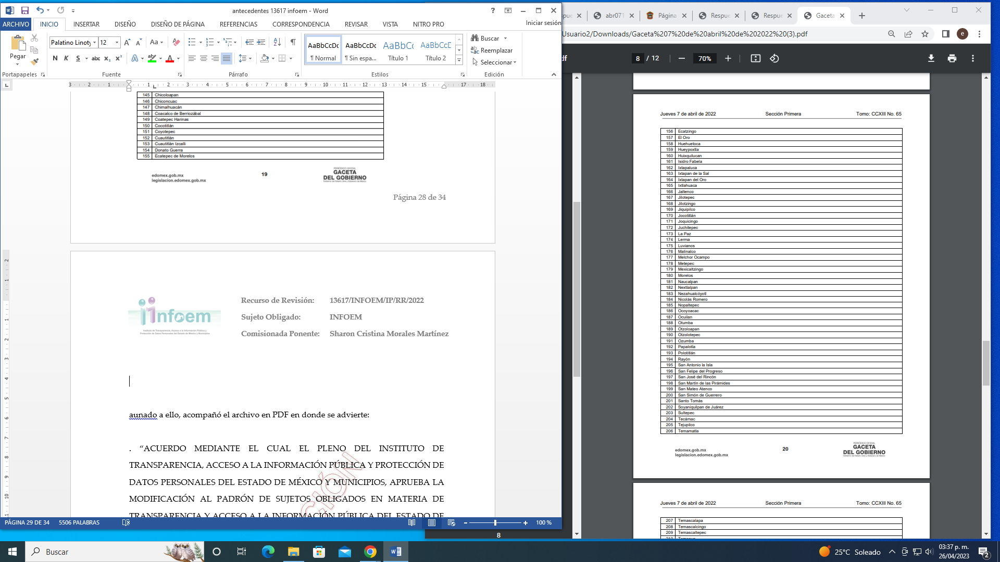 antecedentes 13617 infoem - Word
ARCHIVO INICIO INSERTAR DISEÑO DISEÑO DE PÁGINA REFERENCIAS CORRESPONDENCIA REVISAR VISTA NITRO PRO Iniciar sesión
Pegar
Palatino Linoty 12
Aa
N K S abc x₂ x²
AaBbCcDc AaBbCcDc AaBbCc AaBbCcD
¶ Normal ¶ Sin espa... Título 1 Título 2
Buscar
Reemplazar
Seleccionar
Portapapeles Fuente Párrafo Estilos Edición
3 2 1 1 2 3 4 5 6 7 8 9 10 11 12 13 14 15 17 18
145 Chicoloapan
146 Chiconcuac
147 Chimalhuacán
148 Coacalco de Berriozábal
149 Coatepec Harinas
150 Cocotitlán
151 Coyotepec
152 Cuautitlán
153 Cuautitlán Izcalli
154 Donato Guerra
155 Ecatepec de Morelos
edomex.gob.mx
legislacion.edomex.gob.mx
19
PERIÓDICO OFICIAL
GACETA
DEL GOBIERNO
Gobierno del Estado Libre y Soberano de México
Página 28 de 34
infoem
Instituto de Transparencia, Acceso a la Información Pública y
Protección de Datos Personales del Estado de México y Municipios
Recurso de Revisión: 13617/INFOEM/IP/RR/2022
Sujeto Obligado: INFOEM
Comisionada Ponente: Sharon Cristina Morales Martínez
aunado a ello, acompañó el archivo en PDF en donde se advierte:
. “ACUERDO MEDIANTE EL CUAL EL PLENO DEL INSTITUTO DE
TRANSPARENCIA, ACCESO A LA INFORMACIÓN PÚBLICA Y PROTECCIÓN DE
DATOS PERSONALES DEL ESTADO DE MÉXICO Y MUNICIPIOS, APRUEBA LA
MODIFICACIÓN AL PADRÓN DE SUJETOS OBLIGADOS EN MATERIA DE
TRANSPARENCIA Y ACCESO A LA INFORMACIÓN PÚBLICA DEL ESTADO DE
CIÓN
PÁGINA 29 DE 34 5506 PALABRAS 100 %
abr071 Página Respue Respue Gaceta
Usuario2/Downloads/Gaceta%207%20de%20abril%20de%202022%20(3).pdf
e
df
8 / 12 70%
Jueves 7 de abril de 2022 Sección Primera Tomo: CCXIII No. 65
156 Ecatzingo
157 El Oro
158 Huehuetoca
159 Hueypoxtla
160 Huixquilucan
161 Isidro Fabela
162 Ixtapaluca
163 Ixtapan de la Sal
164 Ixtapan del Oro
165 Ixtlahuaca
166 Jaltenco
167 Jilotepec
168 Jilotzingo
169 Jiquipilco
170 Jocotitlán
171 Joquicingo
172 Juchitepec
173 La Paz
174 Lerma
175 Luvianos
176 Malinalco
177 Melchor Ocampo
178 Metepec
179 Mexicaltzingo
180 Morelos
181 Naucalpan
182 Nextlalpan
183 Nezahualcóyotl
184 Nicolás Romero
185 Nopaltepec
186 Ocoyoacac
187 Ocuilan
188 Otumba
189 Otzoloapan
190 Otzolotepec
191 Ozumba
192 Papalotla
193 Polotitlán
194 Rayón
195 San Antonio la Isla
196 San Felipe del Progreso
197 San José del Rincón
198 San Martín de las Pirámides
199 San Mateo Atenco
200 San Simón de Guerrero
201 Santo Tomás
202 Soyaniquilpan de Juárez
203 Sultepec
204 Tecámac
205 Tejupilco
206 Temamatla
edomex.gob.mx
legislacion.edomex.gob.mx
20
PERIÓDICO OFICIAL
GACETA
DEL GOBIERNO
Gobierno del Estado Libre y Soberano de México
Jueves 7 de abril de 2022 Sección Primera Tomo: CCXIII No. 65
207 Temascalapa
208 Temascalcingo
209 Temascaltepec
8
Buscar
25°C Soleado
03:37 p. m.
26/04/2023
2